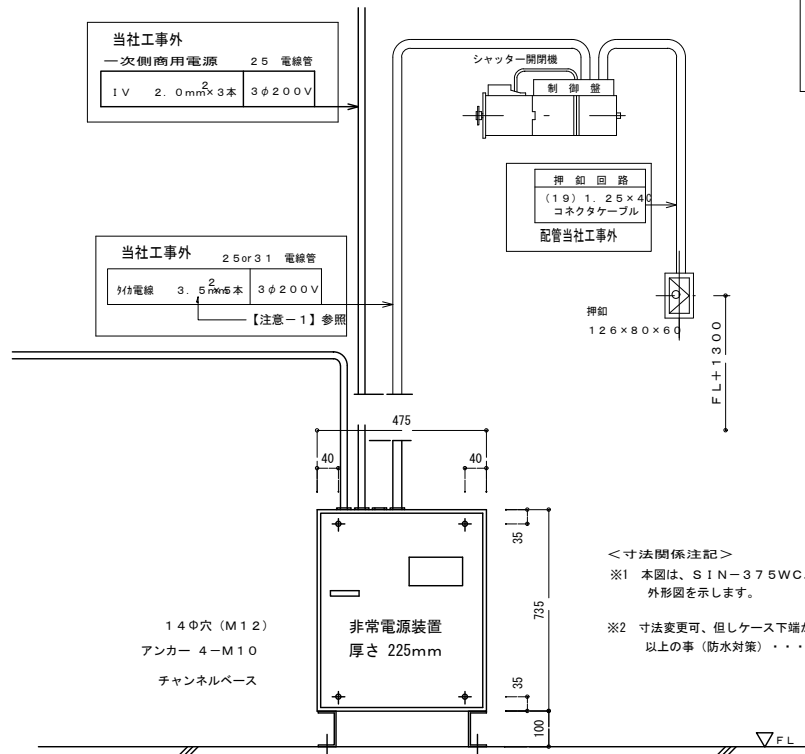 当社工事外
一次側商用電源 25 電線管
IV 2.0mm2×3本 3φ200V
シャッター開閉機
制御盤
押釦回路
(19) 1.25×4C
コネクタケーブル
配管当社工事外
当社工事外
25or31 電線管
タイカ電線 3.5mm2×5本 3φ200V
【注意-1】参照
押釦
126×80×60
FL+1300
475
40
40
35
735
35
100
非常電源装置
厚さ 225mm
14Φ穴 (M12)
アンカー 4-M10
チャンネルベース
<寸法関係注記>
※1 本図は、SIN-375WC
外形図を示します。
※2 寸法変更可、但しケース下端が
以上の事(防水対策)・・・
FL